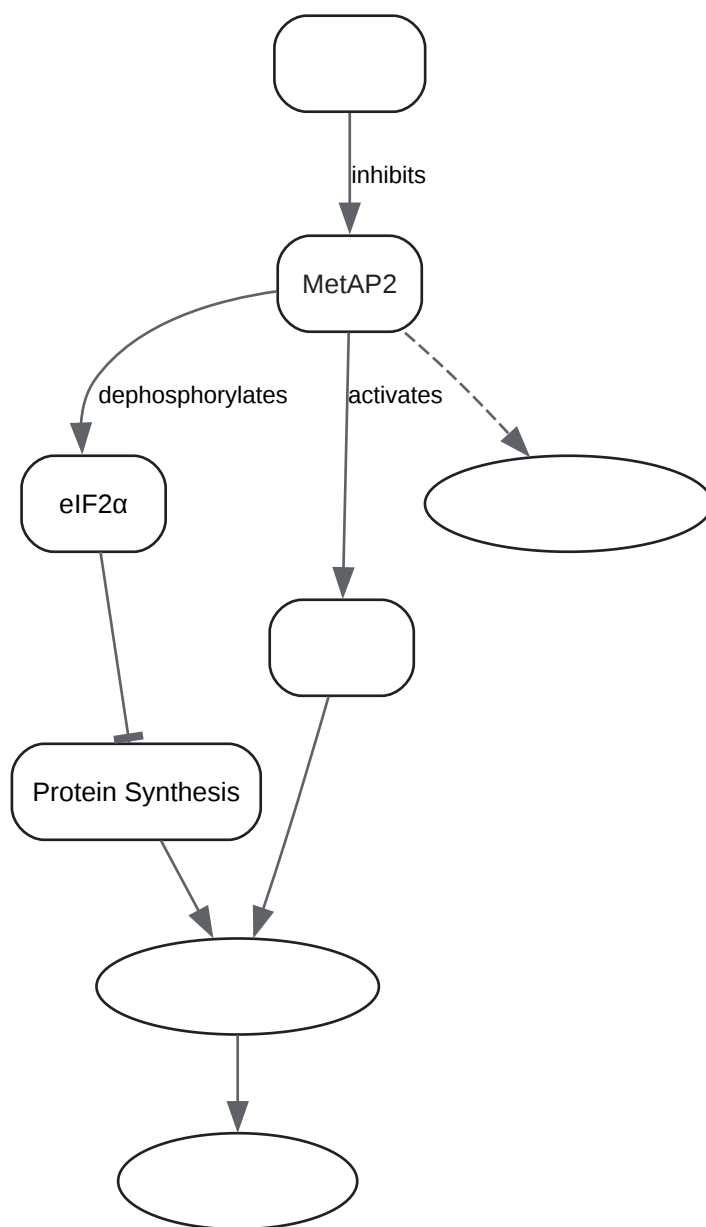 inhibits
MetAP2
dephosphorylates
activates
eIF2α
Protein Synthesis